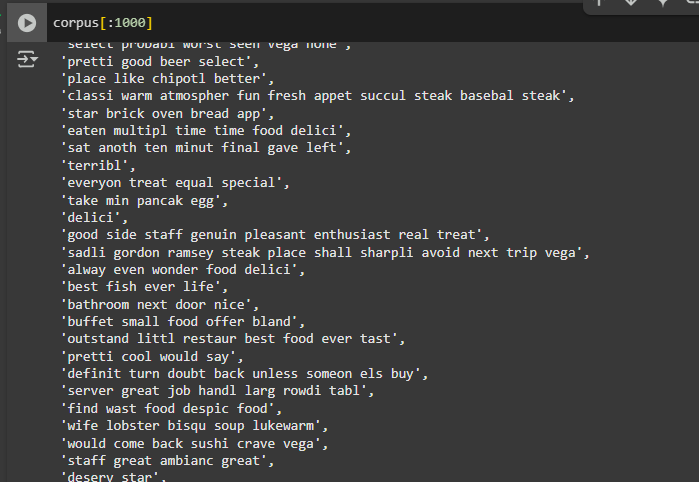 corpus[:1000]
'select probabl worst seen vega none',
'pretti good beer select',
'place like chipotl better',
'classi warm atmospher fun fresh appet succul steak basebal steak',
'star brick oven bread app',
'eaten multipl time time food delici',
'sat anoth ten minut final gave left',
'terribl',
'everyon treat equal special',
'take min pancak egg',
'delici',
'good side staff genuin pleasant enthusiast real treat',
'sadli gordon ramsey steak place shall sharpli avoid next trip vega',
'alway even wonder food delici',
'best fish ever life',
'bathroom next door nice',
'buffet small food offer bland',
'outstand littl restaur best food ever tast',
'pretti cool would say',
'definit turn doubt back unless someon els buy',
'server great job handl larg rowdi tabl',
'find wast food despic food',
'wife lobster bisqu soup lukewarm',
'would come back sushi crave vega',
'staff great ambianc great',
'deserv star',